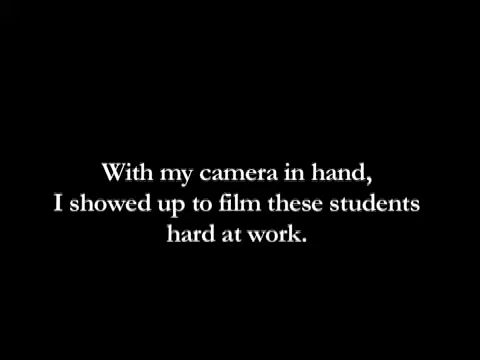 With my camera in hand,
I showed up to film these students
hard at work.